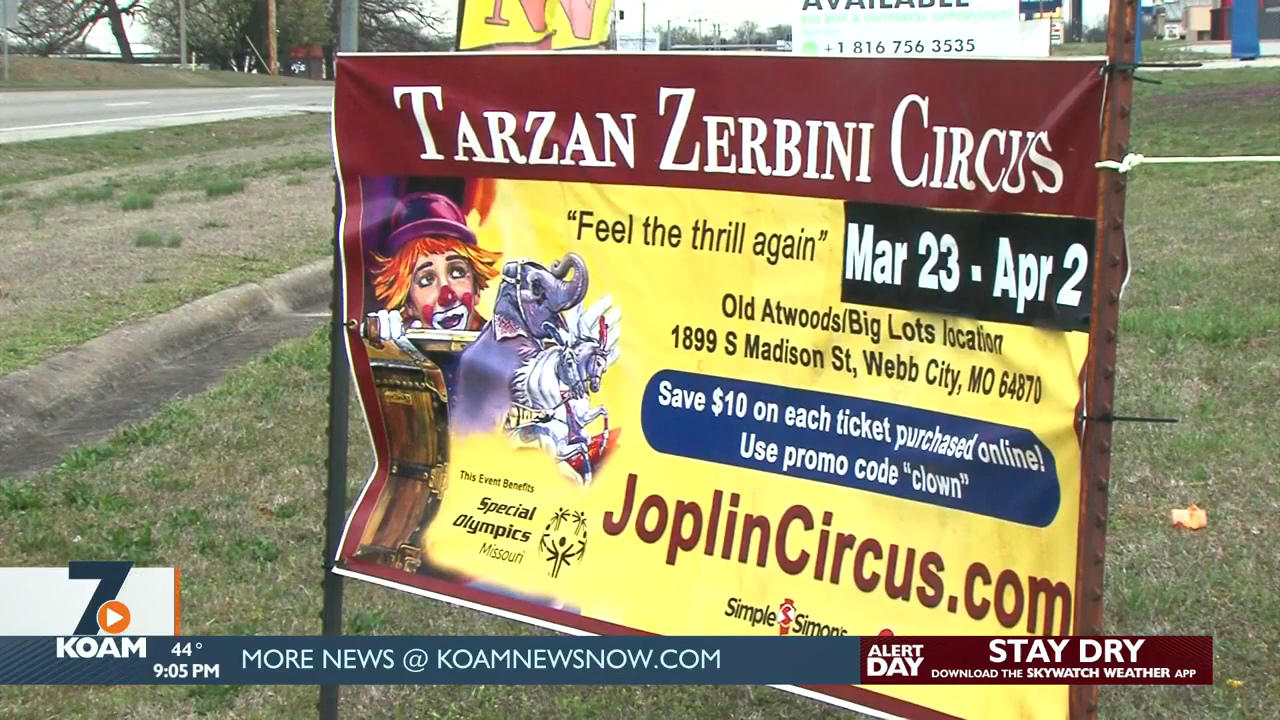 AVAILABLE
+1 816 756 3535
TARZAN ZERBINI CIRCUS
"Feel the thrill again"
Mar 23 - Apr 2
Old Atwoods/Big Lots location
1899 S Madison St, Webb City, MO 64870
Save $10 on each ticket purchased online!
Use promo code "clown"
This Event Benefits
Special
Olympics
Missouri
JoplinCircus.com
Simple Simon's
7
KOAM
44°
9:05 PM
MORE NEWS @ KOAMNEWSNOW.COM
ALERT
DAY
STAY DRY
DOWNLOAD THE SKYWATCH WEATHER APP